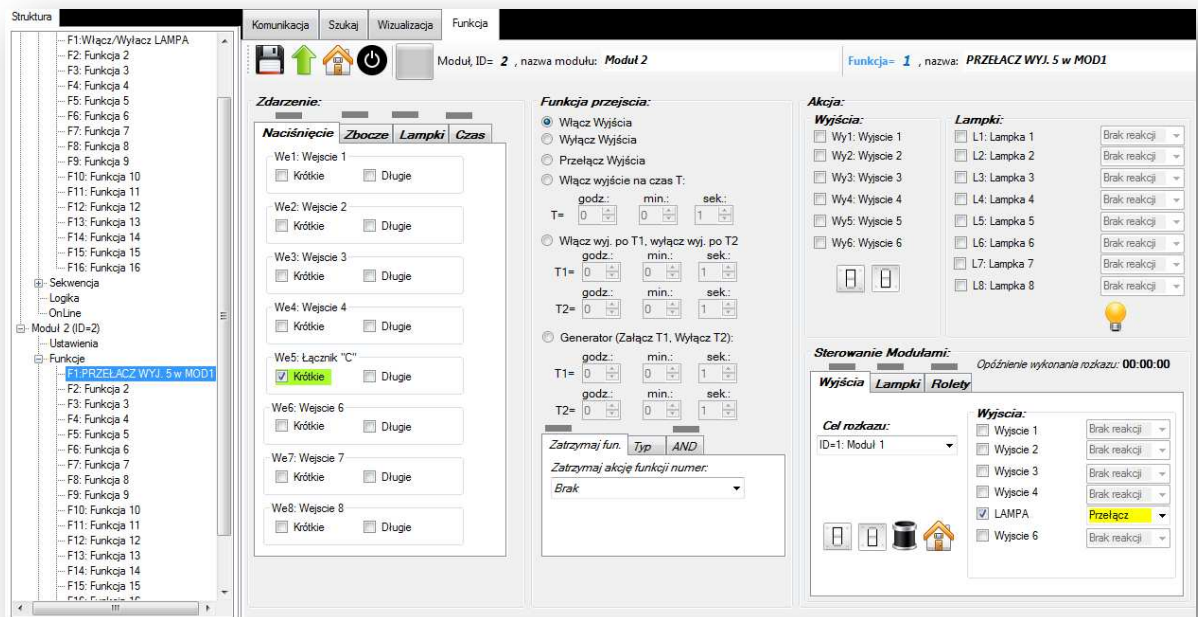 Struktura
F1:Włącz/Wyłacz LAMPA
F2: Funkcja 2
F3: Funkcja 3
F4: Funkcja 4
F5: Funkcja 5
F6: Funkcja 6
F7: Funkcja 7
F8: Funkcja 8
F9: Funkcja 9
F10: Funkcja 10
F11: Funkcja 11
F12: Funkcja 12
F13: Funkcja 13
F14: Funkcja 14
F15: Funkcja 15
F16: Funkcja 16
Sekwencja
Logika
OnLine
Moduł 2 (ID=2)
Ustawienia
Funkcje
F1:PRZEŁACZ WYJ. 5 w MOD1
F2: Funkcja 2
F3: Funkcja 3
F4: Funkcja 4
F5: Funkcja 5
F6: Funkcja 6
F7: Funkcja 7
F8: Funkcja 8
F9: Funkcja 9
F10: Funkcja 10
F11: Funkcja 11
F12: Funkcja 12
F13: Funkcja 13
F14: Funkcja 14
F15: Funkcja 15
F16: Funkcja 16
Komunikacja Szukaj Wizualizacja Funkcja
Moduł, ID= 2 , nazwa modułu: Moduł 2
Funkcja= 1 , nazwa: PRZEŁACZ WYJ. 5 w MOD1
Zdarzenie:
Naciśnięcie Zbocze Lampki Czas
We1: Wejscie 1
Krótkie Długie
We2: Wejscie 2
Krótkie Długie
We3: Wejscie 3
Krótkie Długie
We4: Wejscie 4
Krótkie Długie
We5: Łącznik "C"
Krótkie Długie
We6: Wejscie 6
Krótkie Długie
We7: Wejscie 7
Krótkie Długie
We8: Wejscie 8
Krótkie Długie
Funkcja przejscia:
Włącz Wyjścia
Wyłącz Wyjścia
Przełącz Wyjścia
Włącz wyjście na czas T:
godz.: min.: sek.:
T= 0 0 1
Włącz wyj. po T1, wyłącz wyj. po T2
godz.: min.: sek.:
T1= 0 0 1
godz.: min.: sek.:
T2= 0 0 1
Generator (Załącz T1, Wyłącz T2):
godz.: min.: sek.:
T1= 0 0 1
godz.: min.: sek.:
T2= 0 0 1
Zatrzymaj fun. Typ AND
Zatrzymaj akcję funkcji numer:
Brak
Akcja:
Wyjścia:
Wy1: Wyjscie 1
Wy2: Wyjscie 2
Wy3: Wyjscie 3
Wy4: Wyjscie 4
Wy5: Wyjscie 5
Wy6: Wyjscie 6
Lampki:
L1: Lampka 1 Brak reakcji
L2: Lampka 2 Brak reakcji
L3: Lampka 3 Brak reakcji
L4: Lampka 4 Brak reakcji
L5: Lampka 5 Brak reakcji
L6: Lampka 6 Brak reakcji
L7: Lampka 7 Brak reakcji
L8: Lampka 8 Brak reakcji
Sterowanie Modułami:
Opóźnienie wykonania rozkazu: 00:00:00
Wyjścia Lampki Rolety
Cel rozkazu:
ID=1: Moduł 1
Wyjscia:
Wyjscie 1 Brak reakcji
Wyjscie 2 Brak reakcji
Wyjscie 3 Brak reakcji
Wyjscie 4 Brak reakcji
LAMPA Przełącz
Wyjscie 6 Brak reakcji